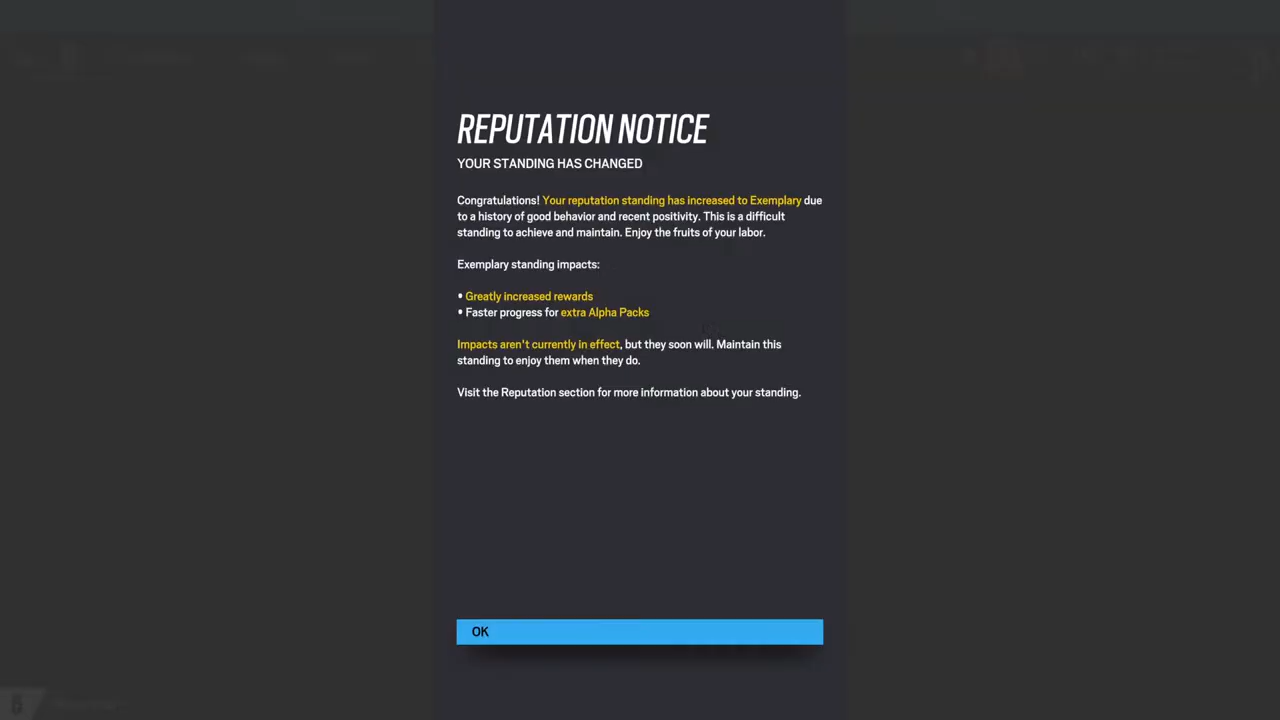 REPUTATION NOTICE
YOUR STANDING HAS CHANGED
Congratulations! Your reputation standing has increased to Exemplary due
to a history of good behavior and recent positivity. This is a difficult
standing to achieve and maintain. Enjoy the fruits of your labor.
Exemplary standing impacts:
• Greatly increased rewards
• Faster progress for extra Alpha Packs
Impacts aren't currently in effect, but they soon will. Maintain this
standing to enjoy them when they do.
Visit the Reputation section for more information about your standing.
OK